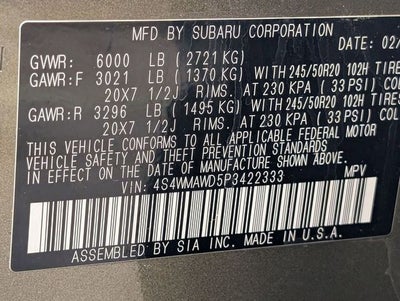 MFD BY SUBARU CORPORATION
DATE: 02/
GVWR: 6000 LB (2721 KG)
GAWR:F 3021 LB (1370 KG) WITH 245/50R20 102H TIRES
20X7 1/2J RIMS, AT 230 KPA (33 PSI) COL
GAWR:R 3296 LB (1495 KG) WITH 245/50R20 102H TIRE
20X7 1/2J RIMS, AT 230 KPA (33 PSI) CO
THIS VEHICLE CONFORMS TO ALL APPLICABLE FEDERAL MOTOR
VEHICLE SAFETY AND THEFT PREVENTION STANDARDS
IN EFFECT ON THE DATE OF MANUFACTURE SHOWN ABOVE.
VIN: 4S4WMAWD5P3422333 MPV
ASSEMBLED BY SIA INC. MADE IN U.S.A.